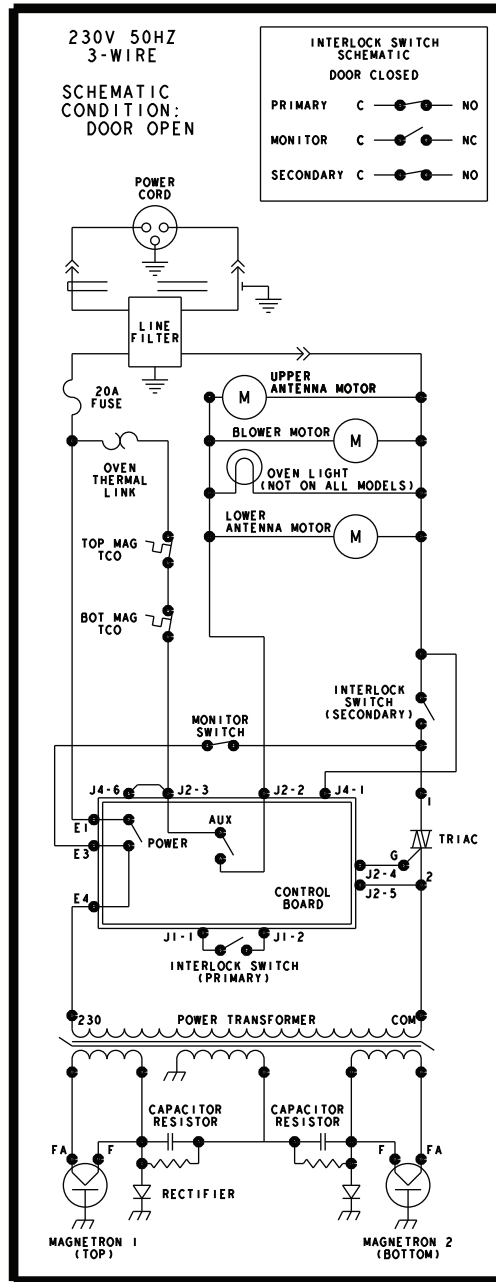 230V 50HZ
3-WIRE
SCHEMATIC
CONDITION:
DOOR OPEN
INTERLOCK SWITCH
SCHEMATIC
DOOR CLOSED
PRIMARY C NO
MONITOR C NC
SECONDARY C NO
POWER
CORD
LINE
FILTER
20A
FUSE
UPPER
ANTENNA MOTOR
M
BLOWER MOTOR
M
OVEN
THERMAL
LINK
OVEN LIGHT
(NOT ON ALL MODELS)
LOWER
ANTENNA MOTOR
M
TOP MAG
TCO
BOT MAG
TCO
INTERLOCK
SWITCH
(SECONDARY)
MONITOR
SWITCH
J4-6 J2-3 J2-2 J4-1
1
E1
POWER
AUX
E3
TRIAC
G
J2-4
2
J2-5
E4
CONTROL
BOARD
J1-1 J1-2
INTERLOCK SWITCH
(PRIMARY)
230 POWER TRANSFORMER COM
CAPACITOR
RESISTOR
CAPACITOR
RESISTOR
FA F F FA
RECTIFIER
MAGNETRON 1
(TOP)
MAGNETRON 2
(BOTTOM)